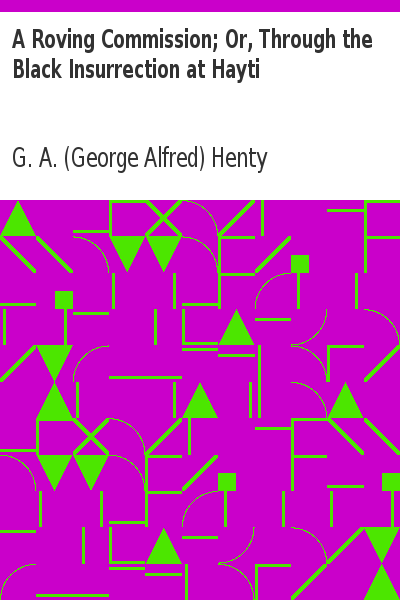 A Roving Commission; Or, Through the
Black Insurrection at Hayti
G. A. (George Alfred) Henty